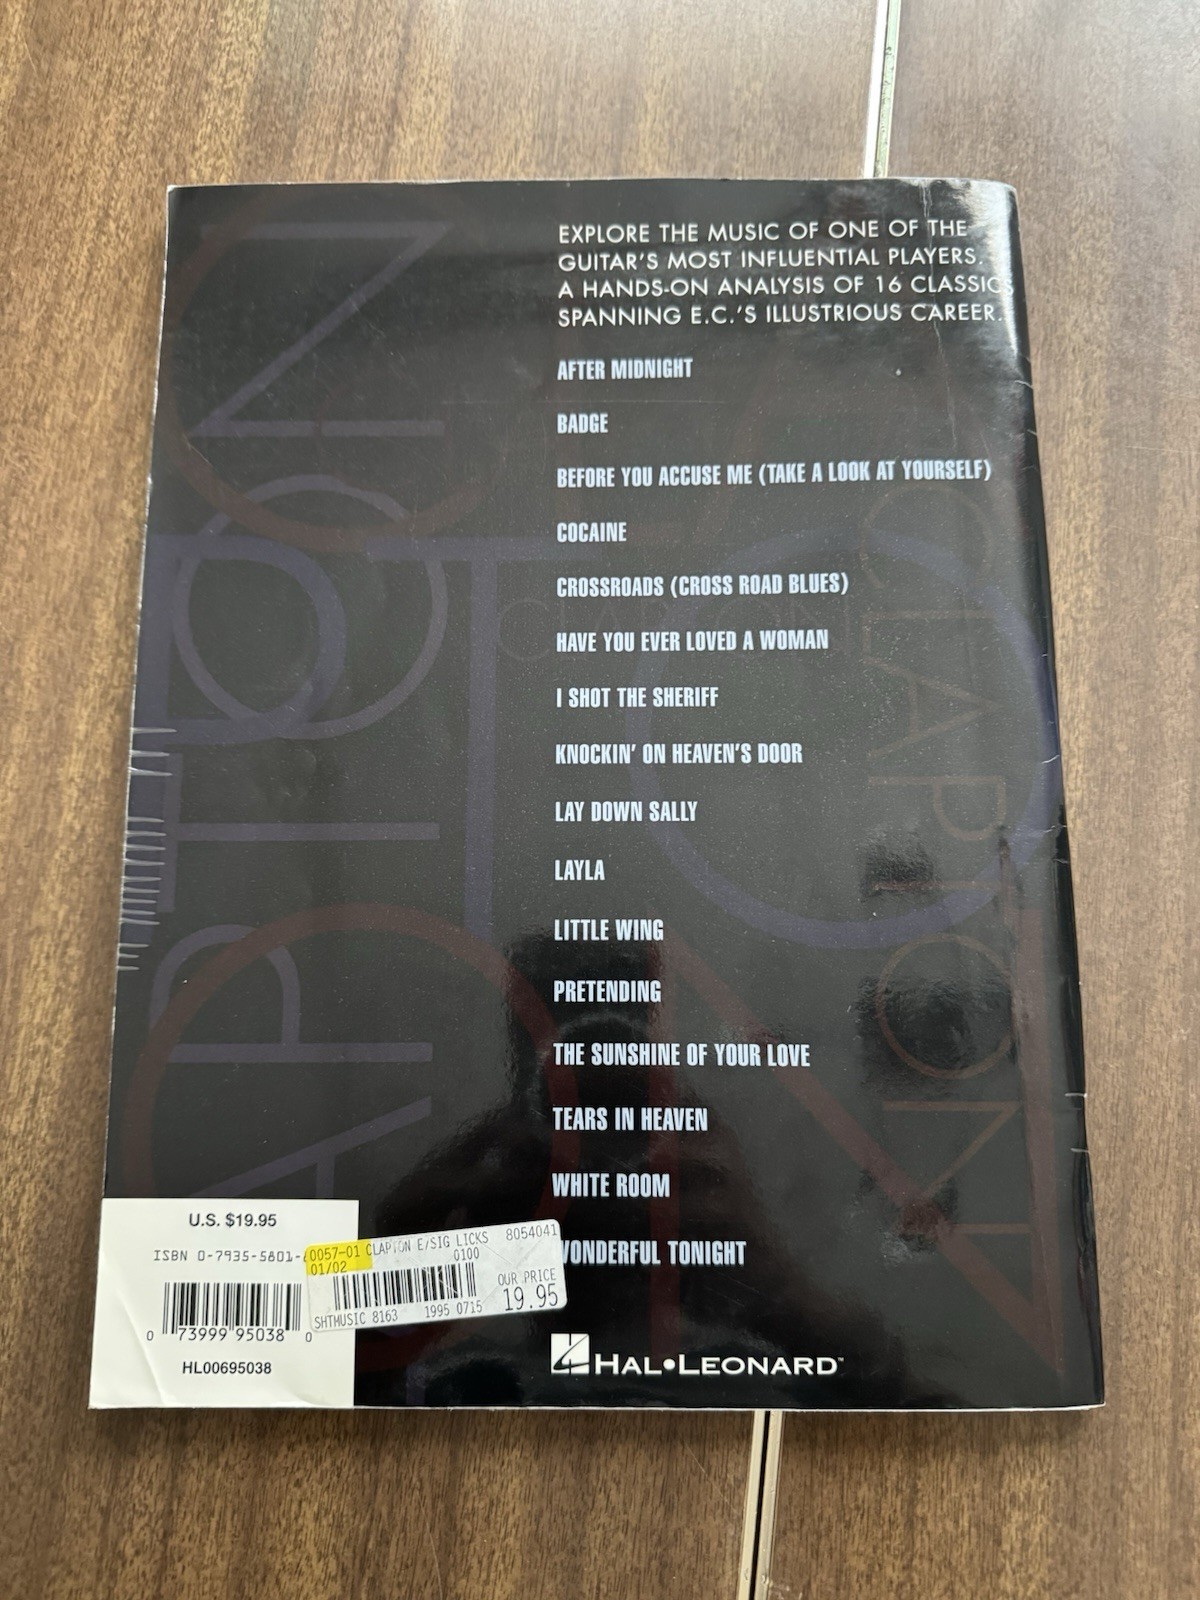 EXPLORE THE MUSIC OF ONE OF THE
GUITAR'S MOST INFLUENTIAL PLAYERS.
A HANDS-ON ANALYSIS OF 16 CLASSICS
SPANNING E.C.'S ILLUSTRIOUS CAREER.
AFTER MIDNIGHT
BADGE
BEFORE YOU ACCUSE ME (TAKE A LOOK AT YOURSELF)
COCAINE
CROSSROADS (CROSS ROAD BLUES)
HAVE YOU EVER LOVED A WOMAN
I SHOT THE SHERIFF
KNOCKIN' ON HEAVEN'S DOOR
LAY DOWN SALLY
LAYLA
LITTLE WING
PRETENDING
THE SUNSHINE OF YOUR LOVE
TEARS IN HEAVEN
WHITE ROOM
WONDERFUL TONIGHT
CLAPTON
U.S. $19.95
ISBN 0-7935-5801-
0 73999 95038 0
HL00695038
0057-01 CLAPTON E/SIG LICKS 8054041
01/02 0100
OUR PRICE
19.95
SHTMUSIC 8163 1995 0715
HAL•LEONARD™